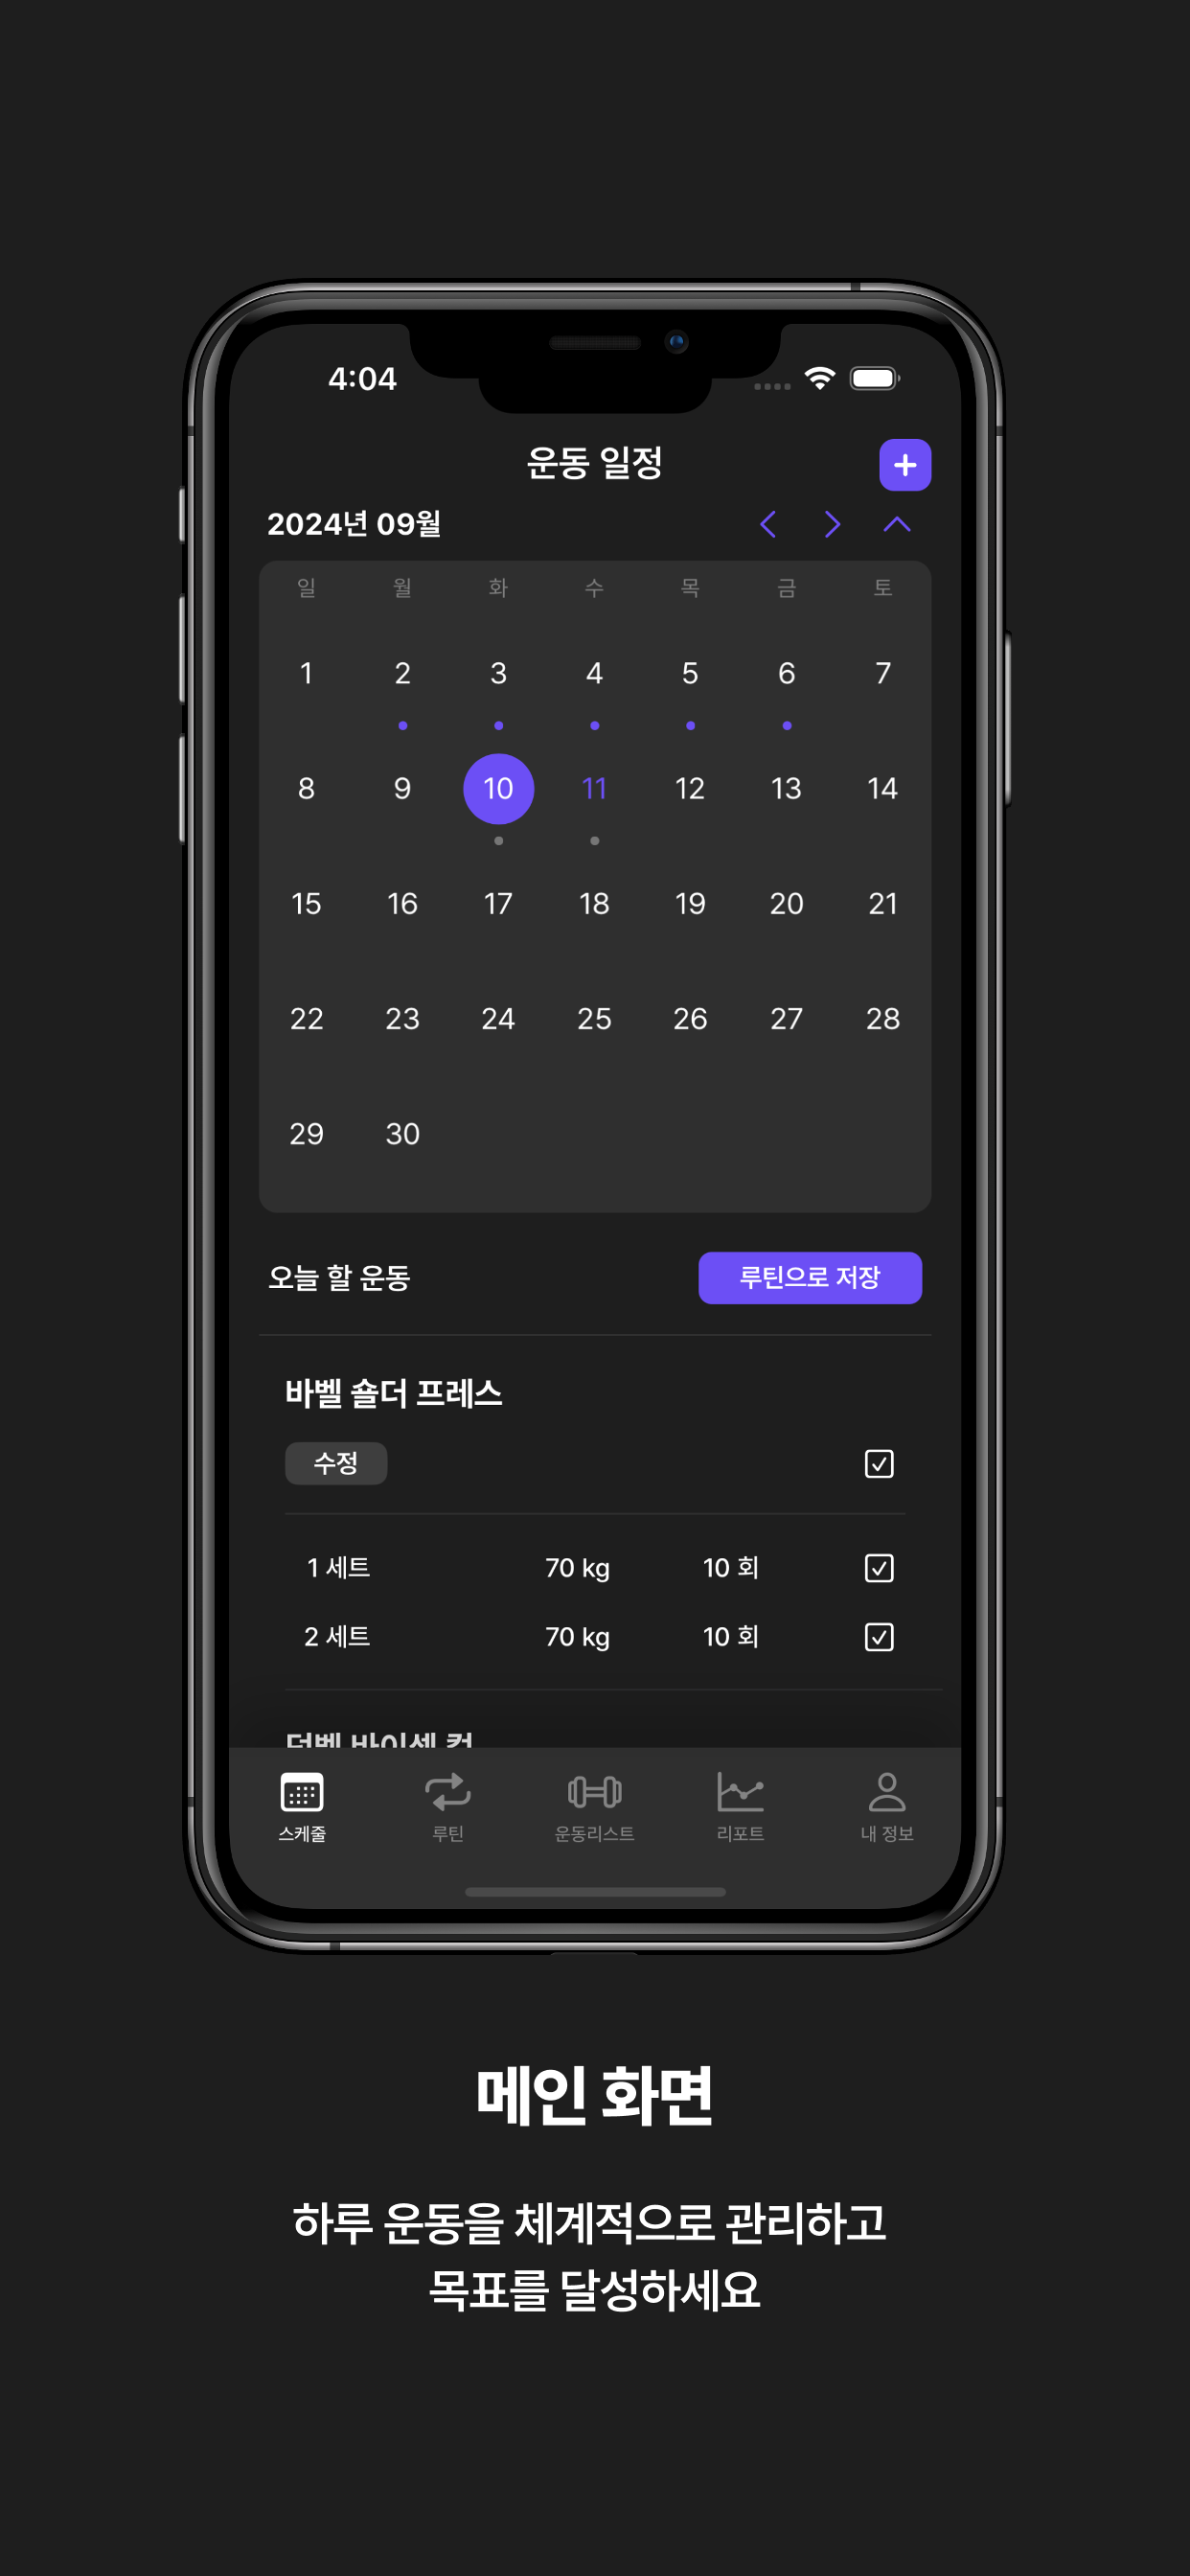 4:04
운동 일정
2024년 09월
일 월 화 수 목 금 토
1 2 3 4 5 6 7
8 9 10 11 12 13 14
15 16 17 18 19 20 21
22 23 24 25 26 27 28
29 30
오늘 할 운동 루틴으로 저장
바벨 숄더 프레스
수정
1 세트 70 kg 10 회
2 세트 70 kg 10 회
덤벨 바이셉 컬
스케줄 루틴 운동리스트 리포트 내 정보
메인 화면
하루 운동을 체계적으로 관리하고
목표를 달성하세요